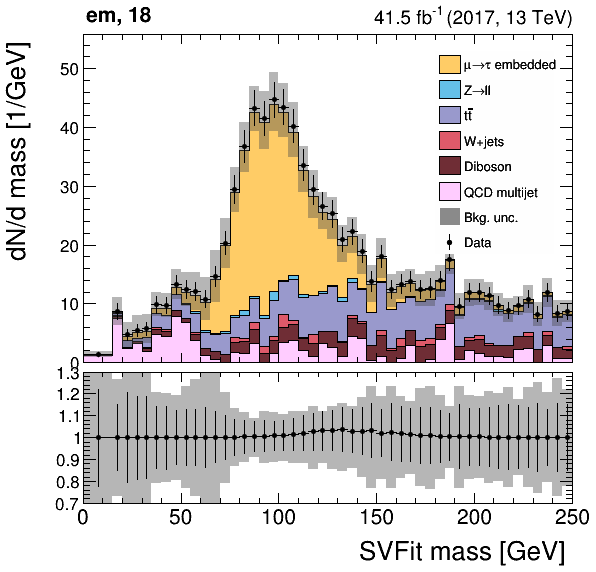 em, 18
41.5 fb⁻¹ (2017, 13 TeV)
dN/d mass [1/GeV]
50
40
30
20
10
0
μ→τ embedded
Z→ll
tt̄
W+jets
Diboson
QCD multijet
Bkg. unc.
Data
1.3
1.2
1.1
1
0.9
0.8
0.7
0 50 100 150 200 250
SVFit mass [GeV]